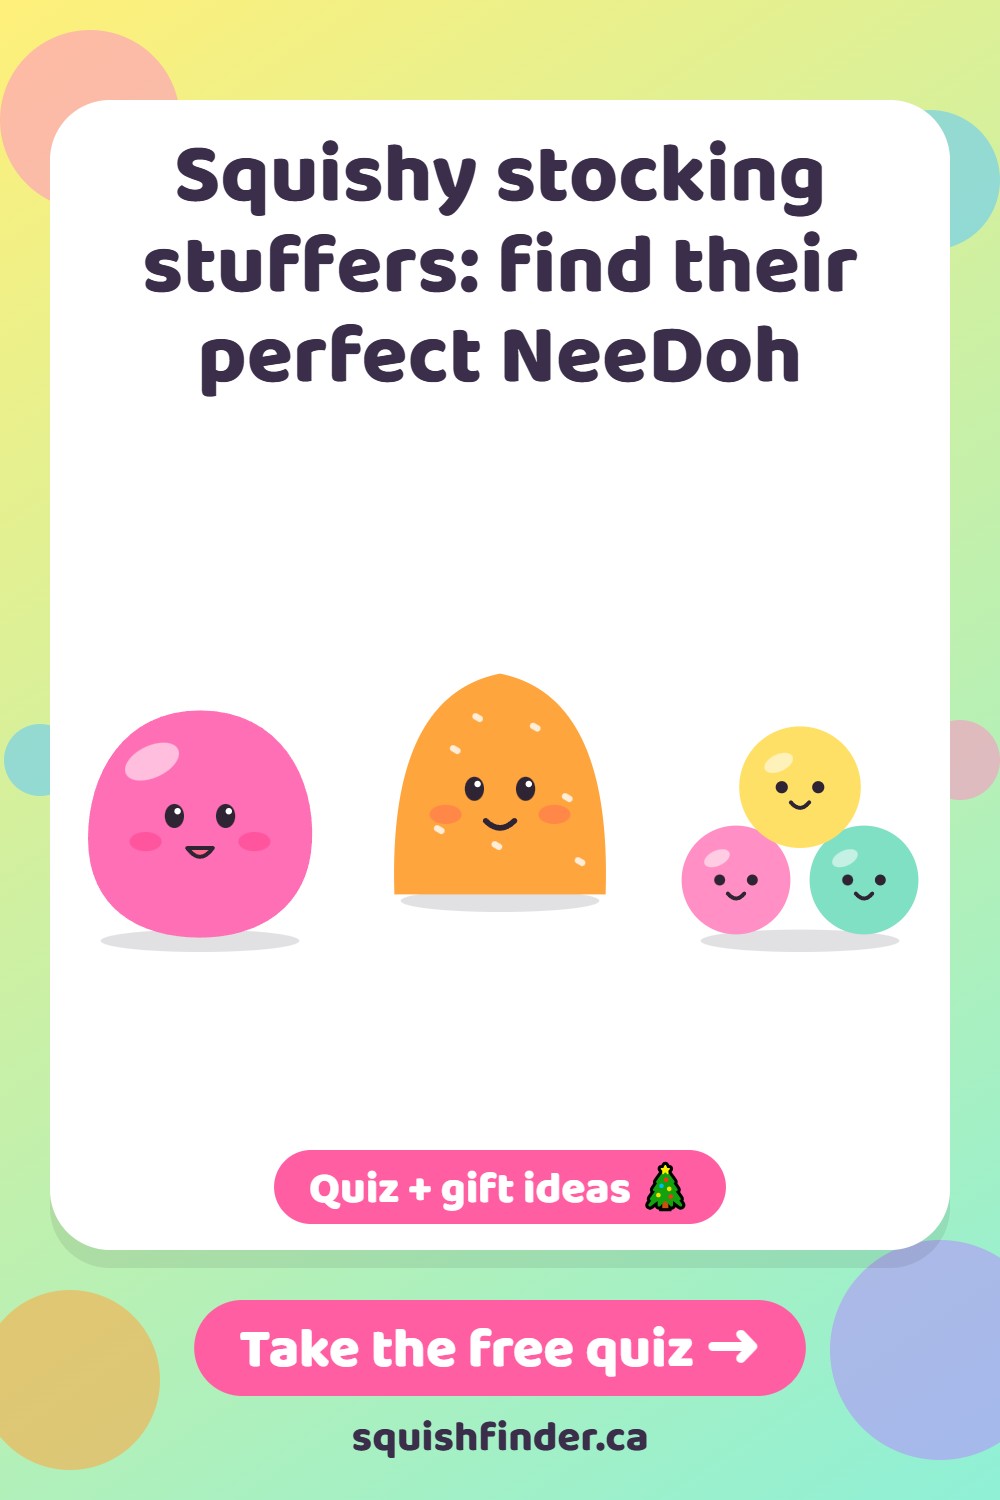 Squishy stocking
stuffers: find their
perfect NeeDoh
Quiz + gift ideas 🎄
Take the free quiz →
squishfinder.ca